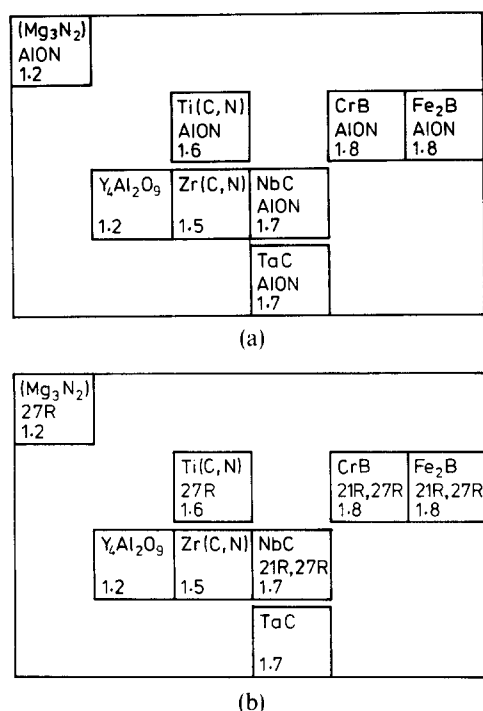 (Mg₃N₂)
AlON
1·2
Ti(C,N)
AlON
1·6
CrB
AlON
1·8
Fe₂B
AlON
1·8
Y₄Al₂O₉
1·2
Zr(C,N)
1·5
NbC
AlON
1·7
TaC
AlON
1·7
(a)
(Mg₃N₂)
27R
1·2
Ti(C,N)
27R
1·6
CrB
21R,27R
1·8
Fe₂B
21R,27R
1·8
Y₄Al₂O₉
1·2
Zr(C,N)
1·5
NbC
21R,27R
1·7
TaC
1·7
(b)